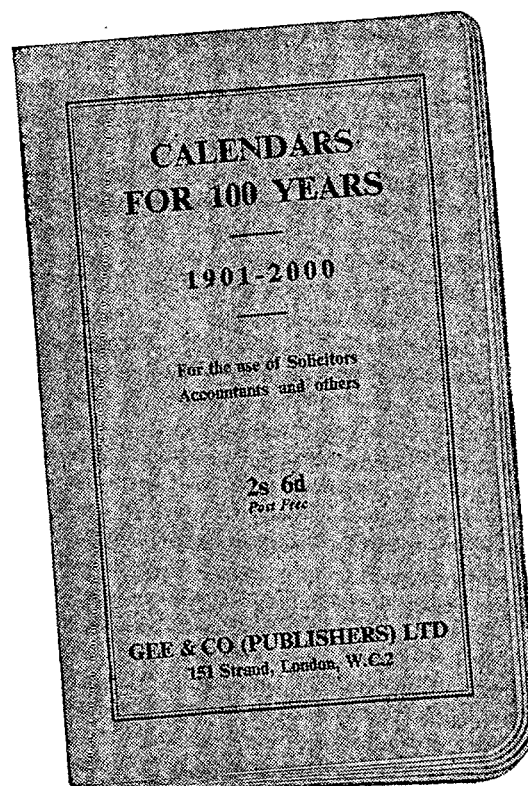 CALENDARS
FOR 100 YEARS
1901-2000
For the use of Solicitors
Accountants and others
2s 6d
Post Free
GEE & CO (PUBLISHERS) LTD
151 Strand, London, W.C.2